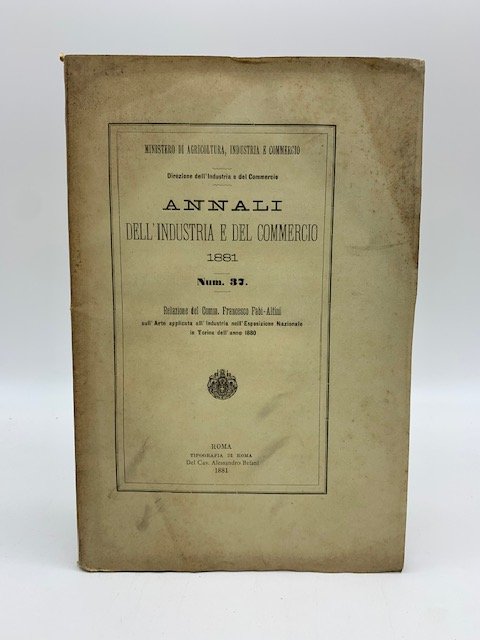 MINISTERO DI AGRICOLTURA, INDUSTRIA E COMMERCIO
Direzione dell'Industria e del Commercio
ANNALI
DELL'INDUSTRIA E DEL COMMERCIO
1881
Num. 37.
Relazione del Comm. Francesco Fabi-Altini
sull'Arte applicata all'Industria nell'Esposizione Nazionale
in Torino dell'anno 1880
ROMA
TIPOGRAFIA DI ROMA
Del Cav. Alessandro Befani
1881